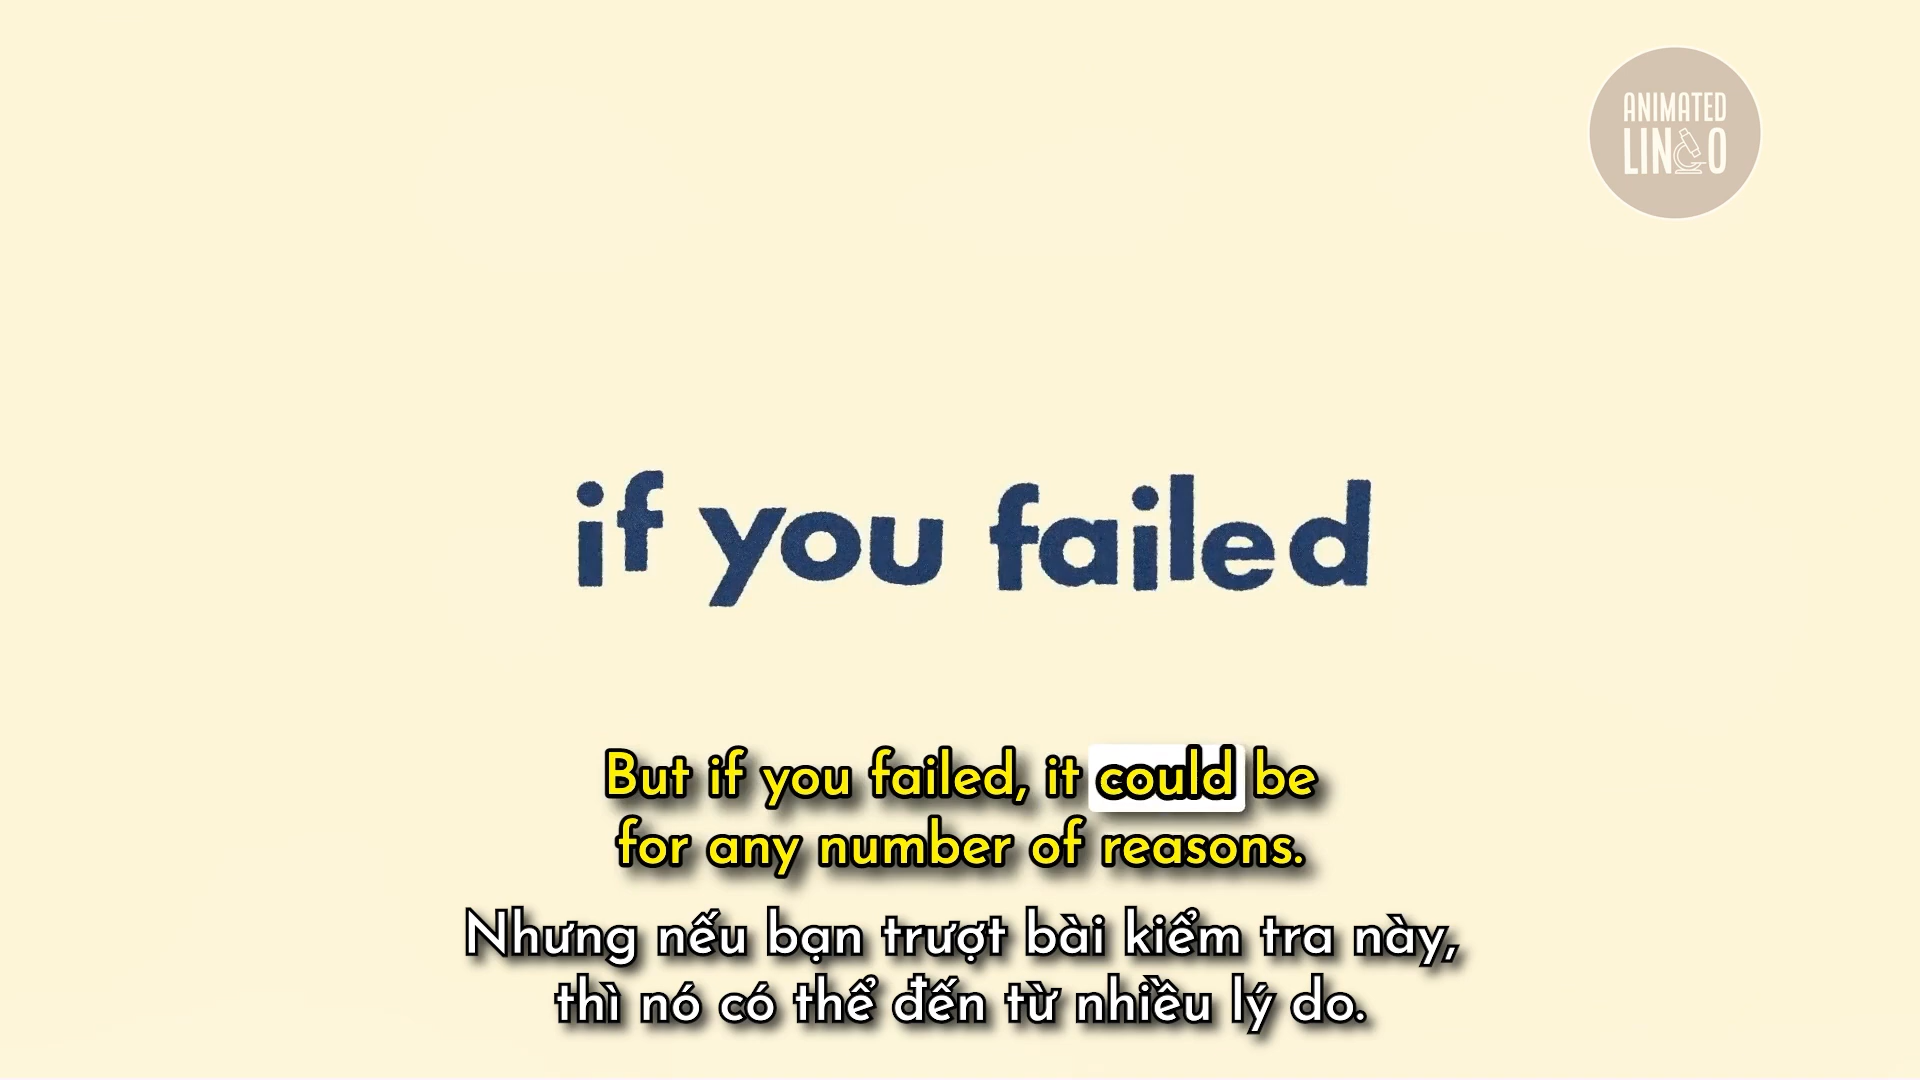 ANIMATED
LINGO
if you failed
But if you failed, it could be
for any number of reasons.
Nhưng nếu bạn trượt bài kiểm tra này,
thì nó có thể đến từ nhiều lý do.